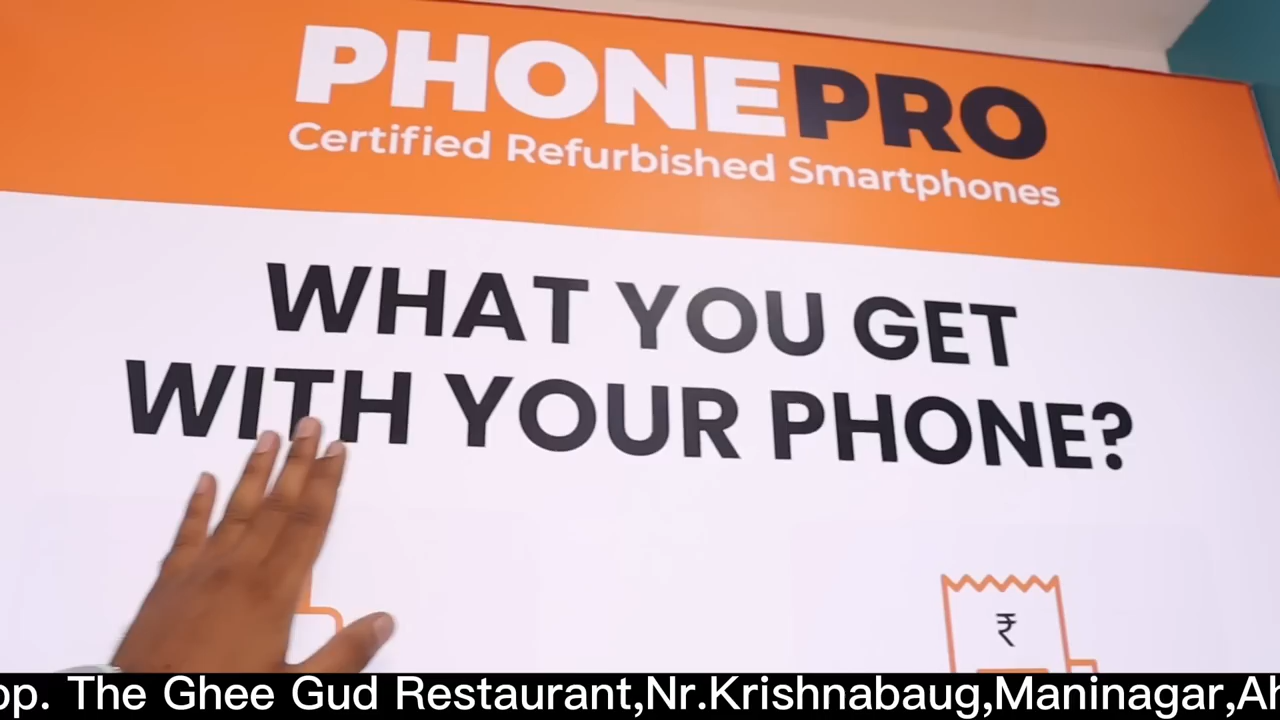 PHONEPRO
Certified Refurbished Smartphones
WHAT YOU GET
WITH YOUR PHONE?
₹
The Ghee Gud Restaurant,Nr.Krishnabaug,Maninagar,